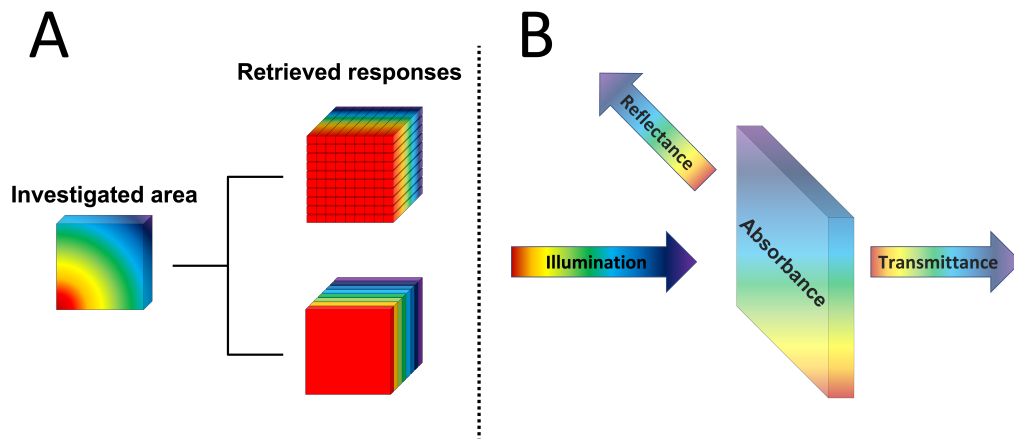 A
Retrieved responses
Investigated area
B
Reflectance
Illumination
Absorbance
Transmittance